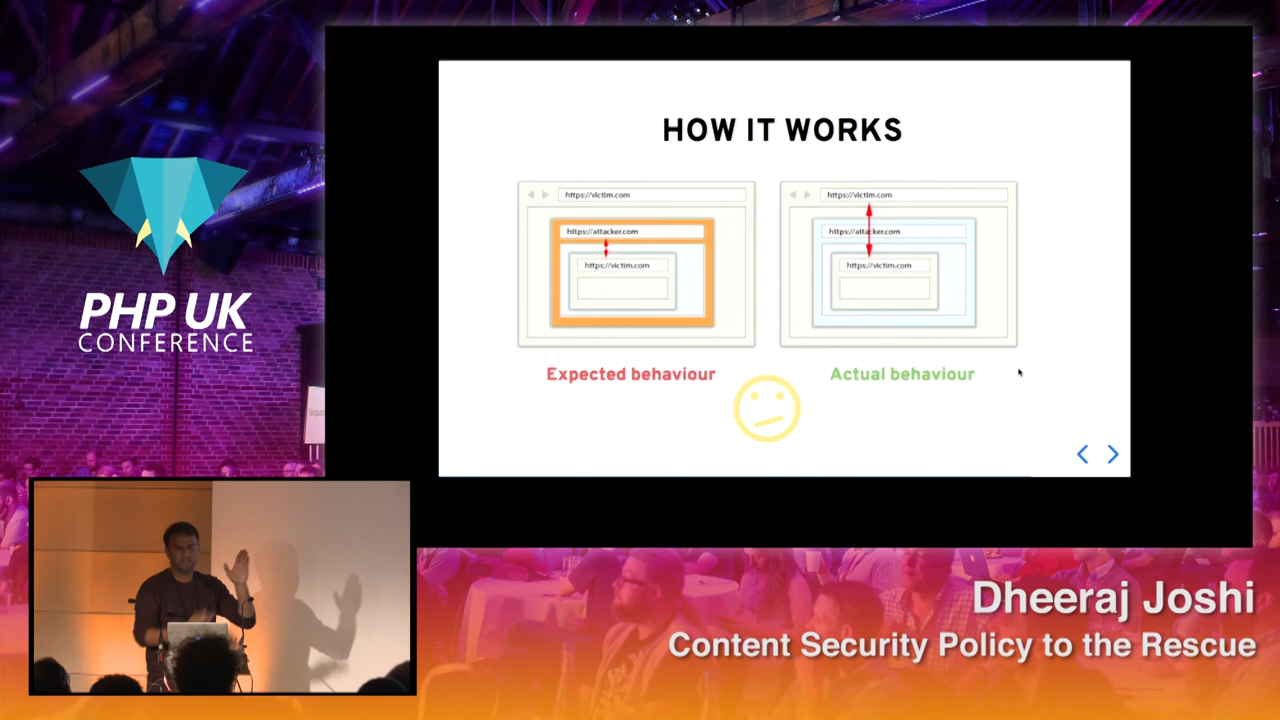 PHP UK
CONFERENCE
HOW IT WORKS
https://victim.com
https://attacker.com
https://victim.com
https://victim.com
https://attacker.com
https://victim.com
Expected behaviour
Actual behaviour
Dheeraj Joshi
Content Security Policy to the Rescue